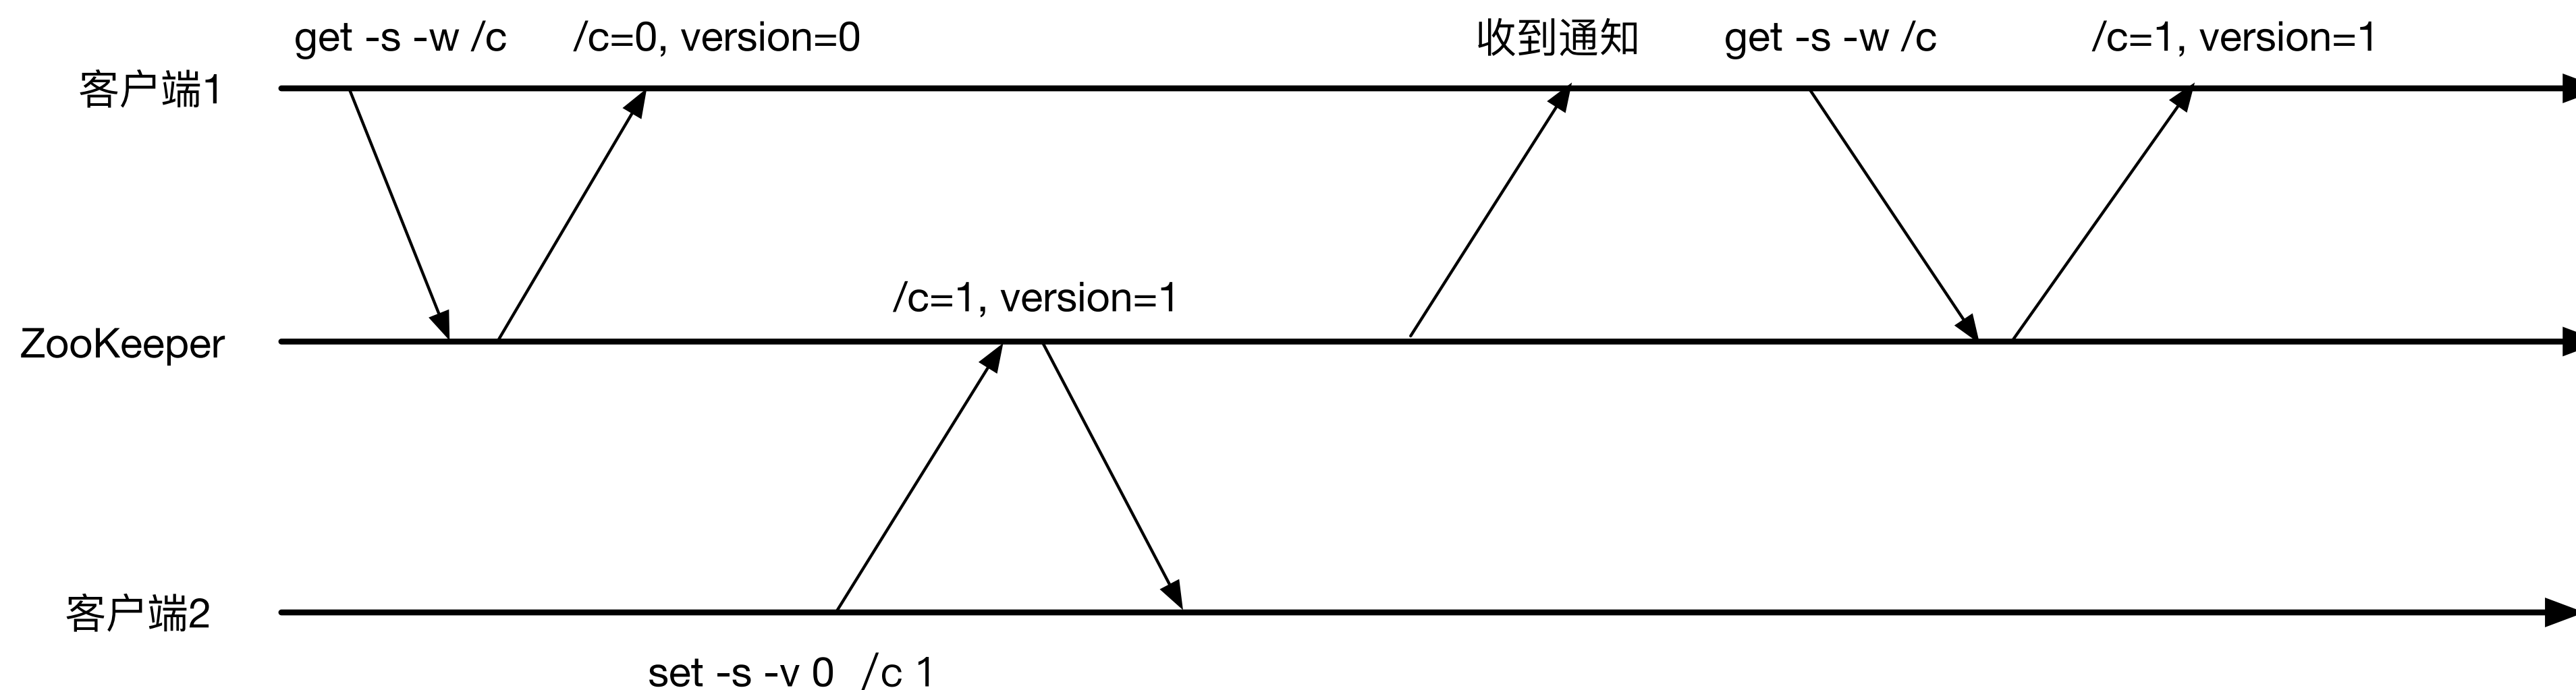 get -s -w /c
/c=0, version=0
收到通知
get -s -w /c
/c=1, version=1
客户端1
/c=1, version=1
ZooKeeper
客户端2
set -s -v 0 /c 1